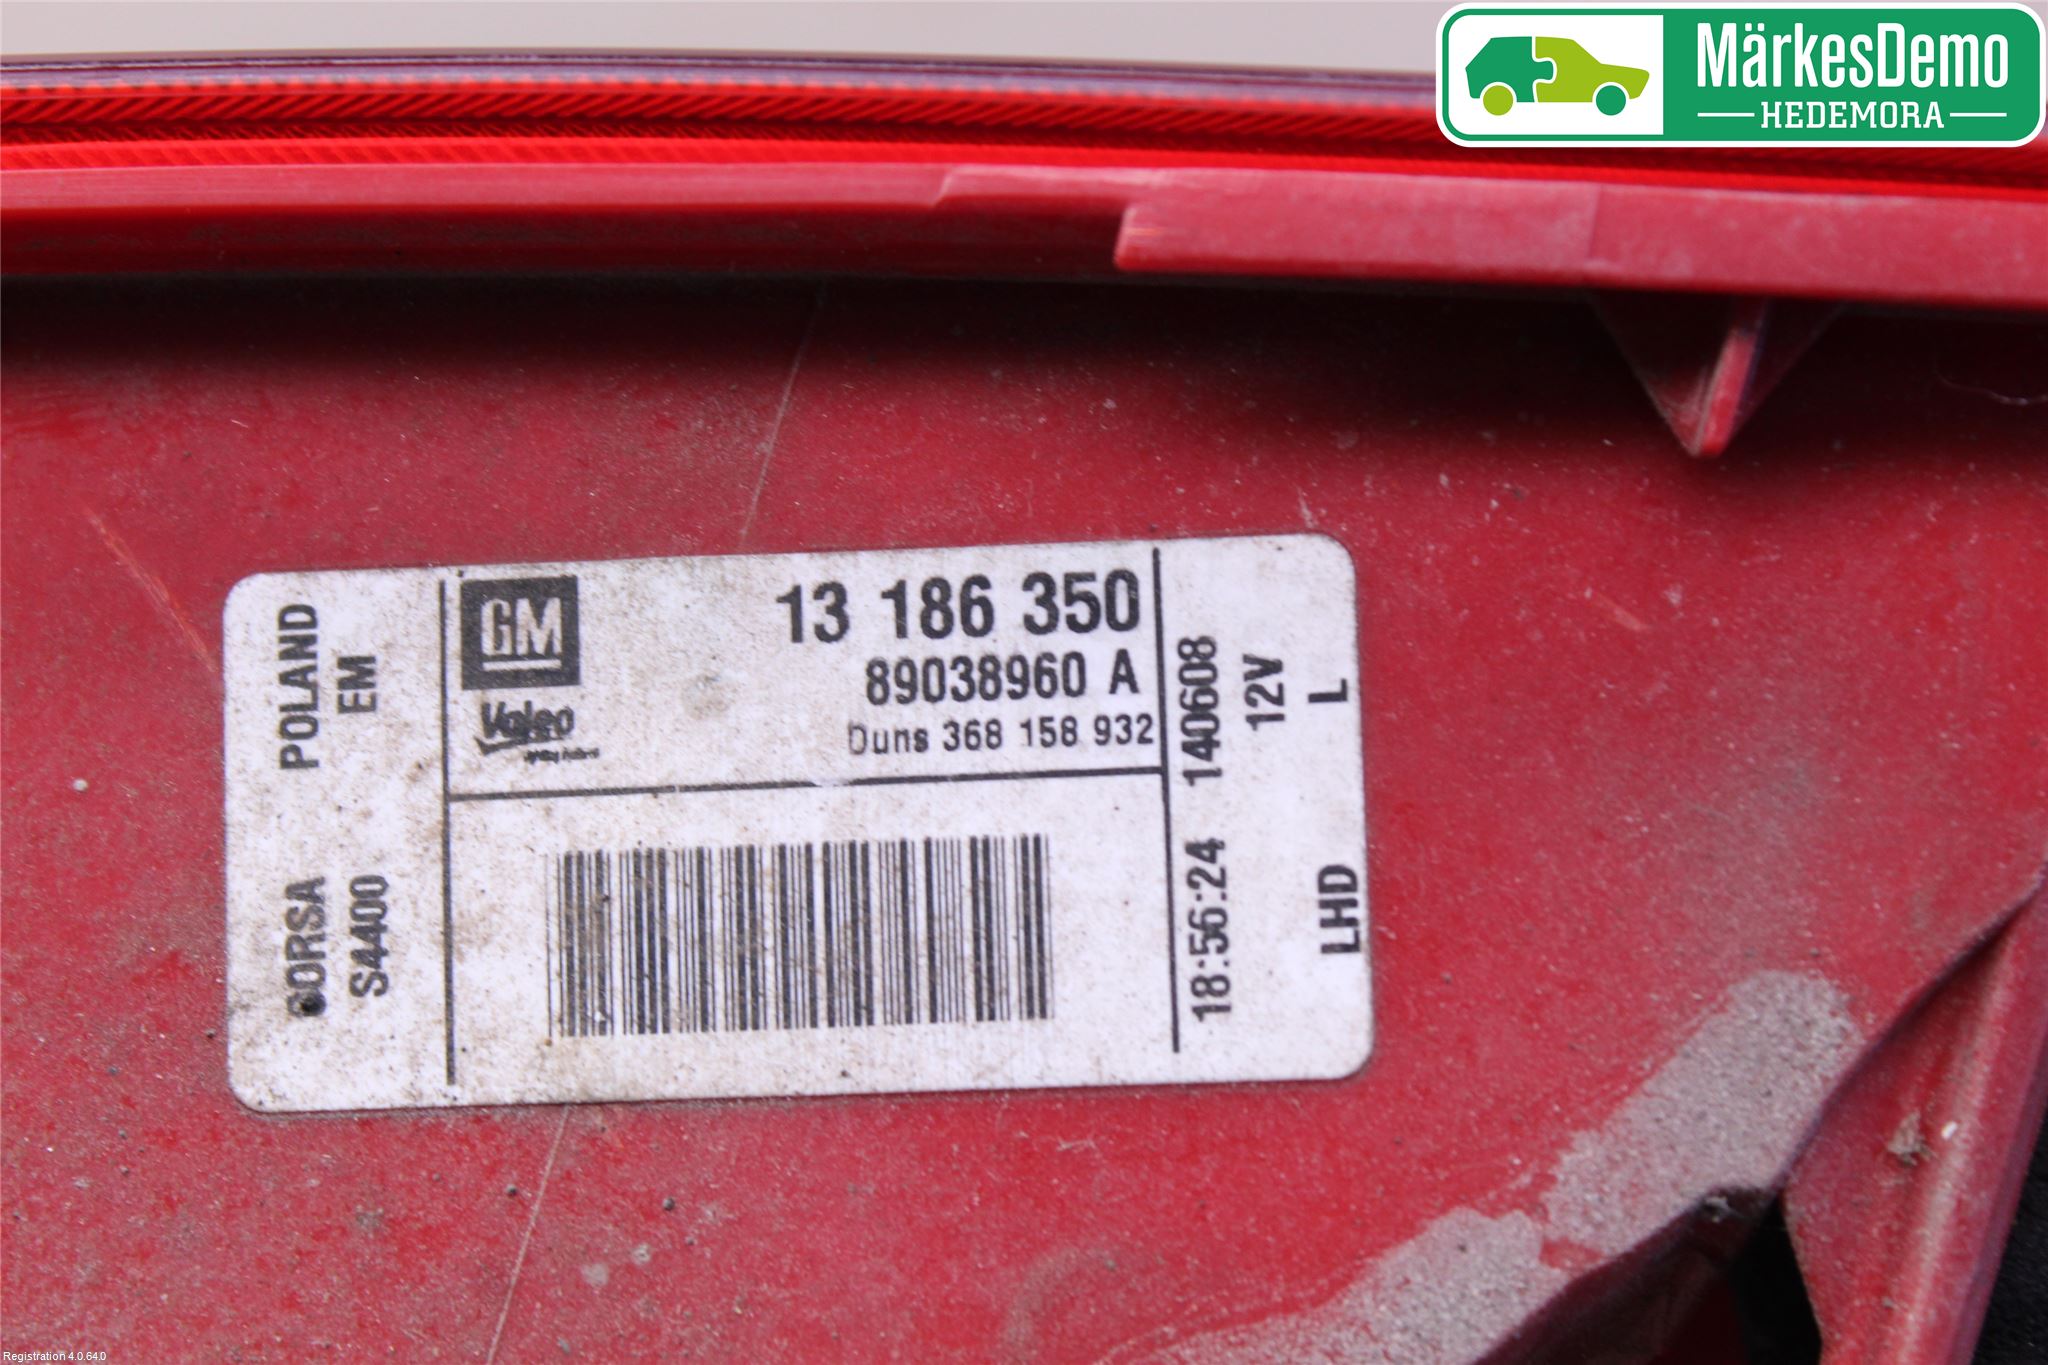 MärkesDemo
HEDEMORA
POLAND
EM
CORSA
S4400
GM
13 186 350
89038960 A
Valeo
Duns 368 158 932
18:56:24 140608
12V
LHD L
Registration 4.0.64.0